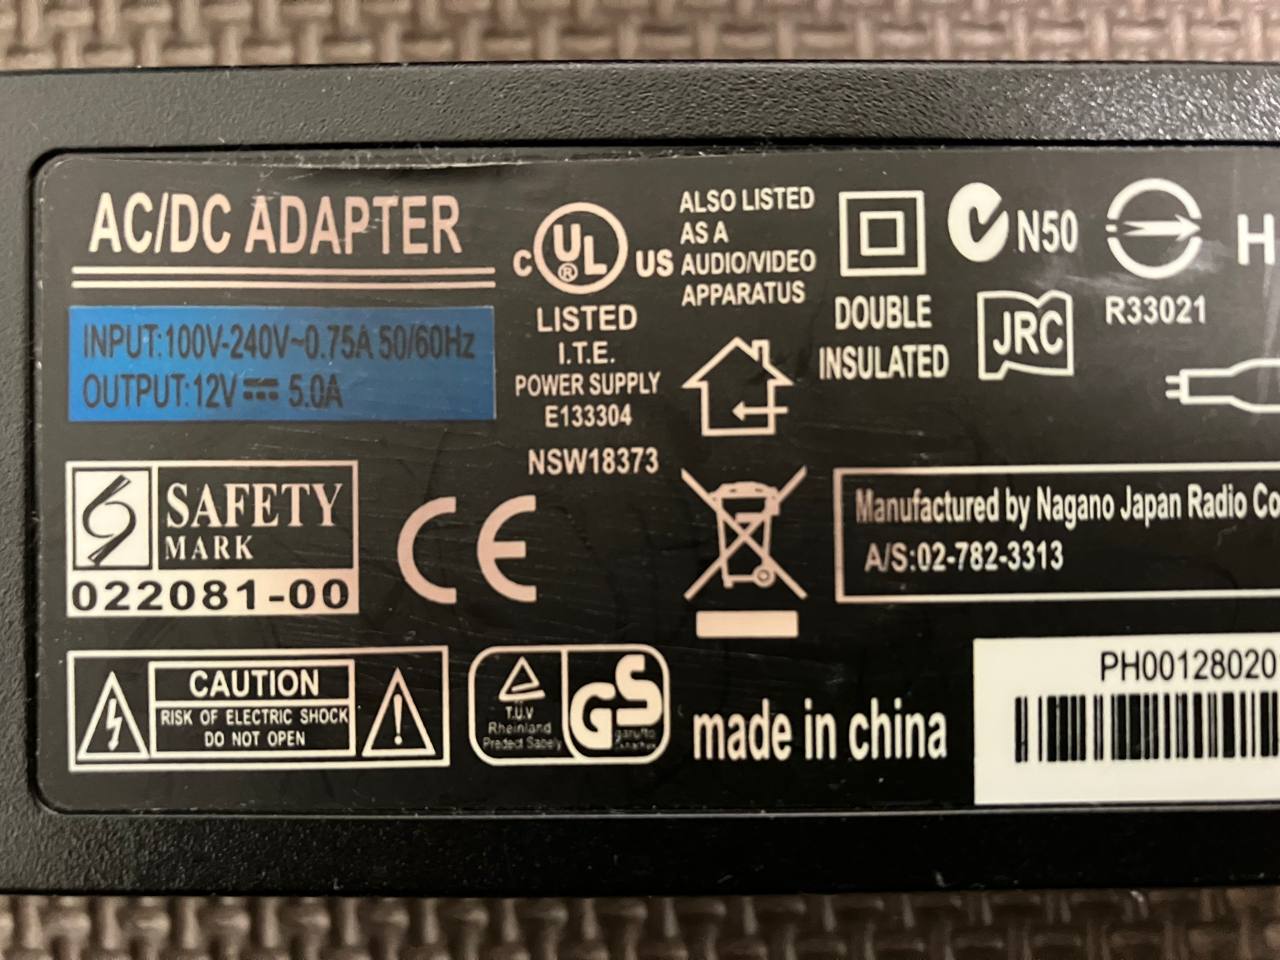 AC/DC ADAPTER
INPUT:100V-240V~0.75A 50/60Hz
OUTPUT:12V⎓ 5.0A
SAFETY
MARK
022081-00
CAUTION
RISK OF ELECTRIC SHOCK
DO NOT OPEN
C UL® US
LISTED
I.T.E.
POWER SUPPLY
E133304
NSW18373
CE
ALSO LISTED
AS A
AUDIO/VIDEO
APPARATUS
DOUBLE
INSULATED
N50
JRC
R33021
H
Manufactured by Nagano Japan Radio Co
A/S:02-782-3313
T.U.V
Rheinland
GS
made in china
PH00128020